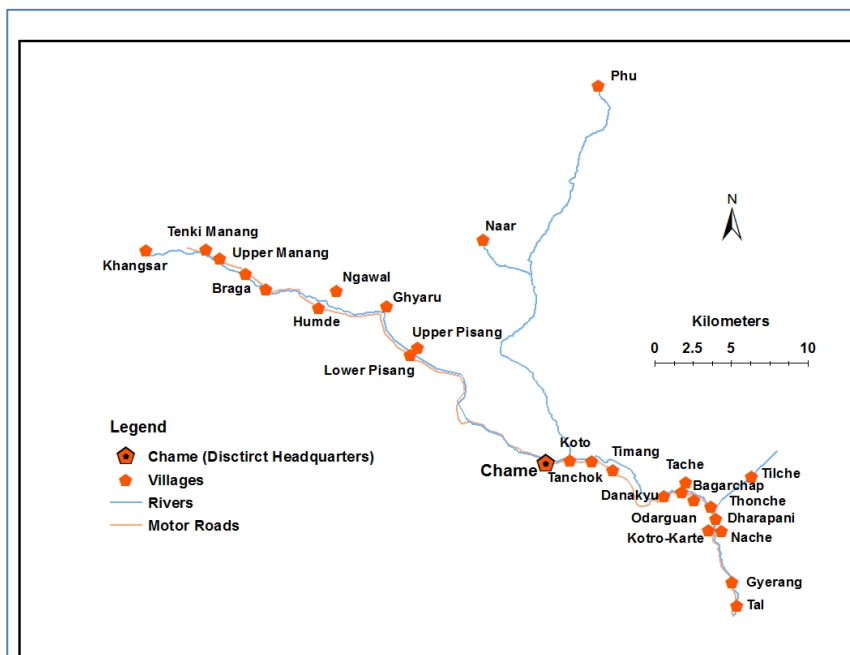 Phu
N
Naar
Tenki Manang
Upper Manang
Khangsar
Ngawal
Braga
Ghyaru
Humde
Kilometers
0 2.5 5 10
Upper Pisang
Lower Pisang
Legend
Chame (Disctirct Headquarters)
Villages
Rivers
Motor Roads
Koto
Timang
Chame
Tanchok
Tache
Tilche
Danakyu
Bagarchap
Thonche
Odarguan
Dharapani
Kotro-Karte
Nache
Gyerang
Tal